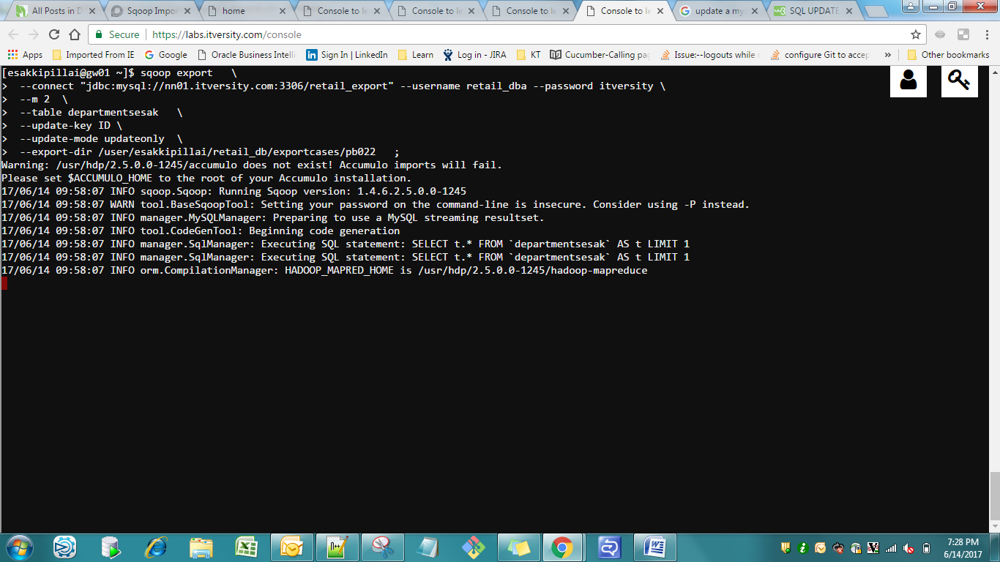 All Posts in D
Sqoop Impor
home
Console to le
Console to le
Console to le
Console to le
update a my
SQL UPDATE
Secure
https://labs.itversity.com/console
Apps
Imported From IE
Google
Oracle Business Intelli
Sign In | LinkedIn
Learn
Log in - JIRA
KT
Cucumber-Calling pag
Issue:--logouts while
configure Git to accep
»
Other bookmarks
[esakkipillai@gw01 ~]$ sqoop export   \
>  --connect "jdbc:mysql://nn01.itversity.com:3306/retail_export" --username retail_dba --password itversity \
>  --m 2  \
>  --table departmentsesak   \
>  --update-key ID \
>  --update-mode updateonly  \
>  --export-dir /user/esakkipillai/retail_db/exportcases/pb022   ;
Warning: /usr/hdp/2.5.0.0-1245/accumulo does not exist! Accumulo imports will fail.
Please set $ACCUMULO_HOME to the root of your Accumulo installation.
17/06/14 09:58:07 INFO sqoop.Sqoop: Running Sqoop version: 1.4.6.2.5.0.0-1245
17/06/14 09:58:07 WARN tool.BaseSqoopTool: Setting your password on the command-line is insecure. Consider using -P instead.
17/06/14 09:58:07 INFO manager.MySQLManager: Preparing to use a MySQL streaming resultset.
17/06/14 09:58:07 INFO tool.CodeGenTool: Beginning code generation
17/06/14 09:58:07 INFO manager.SqlManager: Executing SQL statement: SELECT t.* FROM `departmentsesak` AS t LIMIT 1
17/06/14 09:58:07 INFO manager.SqlManager: Executing SQL statement: SELECT t.* FROM `departmentsesak` AS t LIMIT 1
17/06/14 09:58:07 INFO orm.CompilationManager: HADOOP_MAPRED_HOME is /usr/hdp/2.5.0.0-1245/hadoop-mapreduce
7:28 PM
6/14/2017